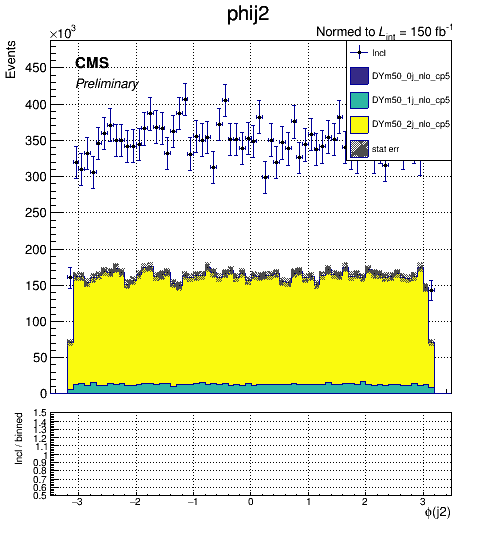 phij2
×10³
Normed to L_int = 150 fb⁻¹
Events
CMS
Preliminary
Incl
DYm50_0j_nlo_cp5
DYm50_1j_nlo_cp5
DYm50_2j_nlo_cp5
stat err
450
400
350
300
250
200
150
100
50
0
Incl / binned
1.5
1.4
1.3
1.2
1.1
1
0.9
0.8
0.7
0.6
0.5
−3 −2 −1 0 1 2 3
ϕ(j2)